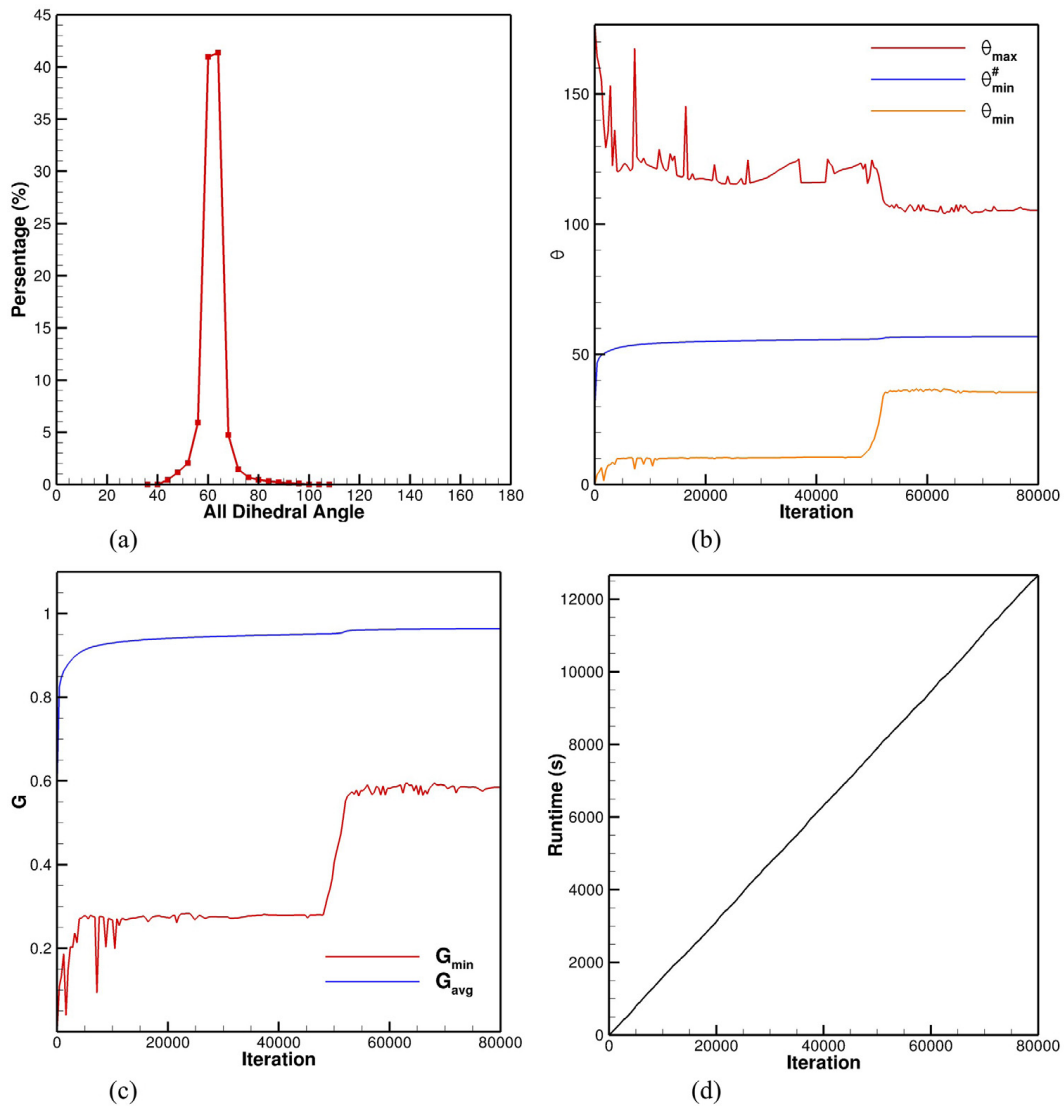 45
40
35
30
25
20
15
10
5
0
Persentage (%)
0 20 40 60 80 100 120 140 160 180
All Dihedral Angle
(a)
150
100
50
0
θ
θmax
θ#min
θmin
0 20000 40000 60000 80000
Iteration
(b)
1
0.8
0.6
0.4
0.2
G
Gmin
Gavg
0 20000 40000 60000 80000
Iteration
(c)
12000
10000
8000
6000
4000
2000
0
Runtime (s)
0 20000 40000 60000 80000
Iteration
(d)